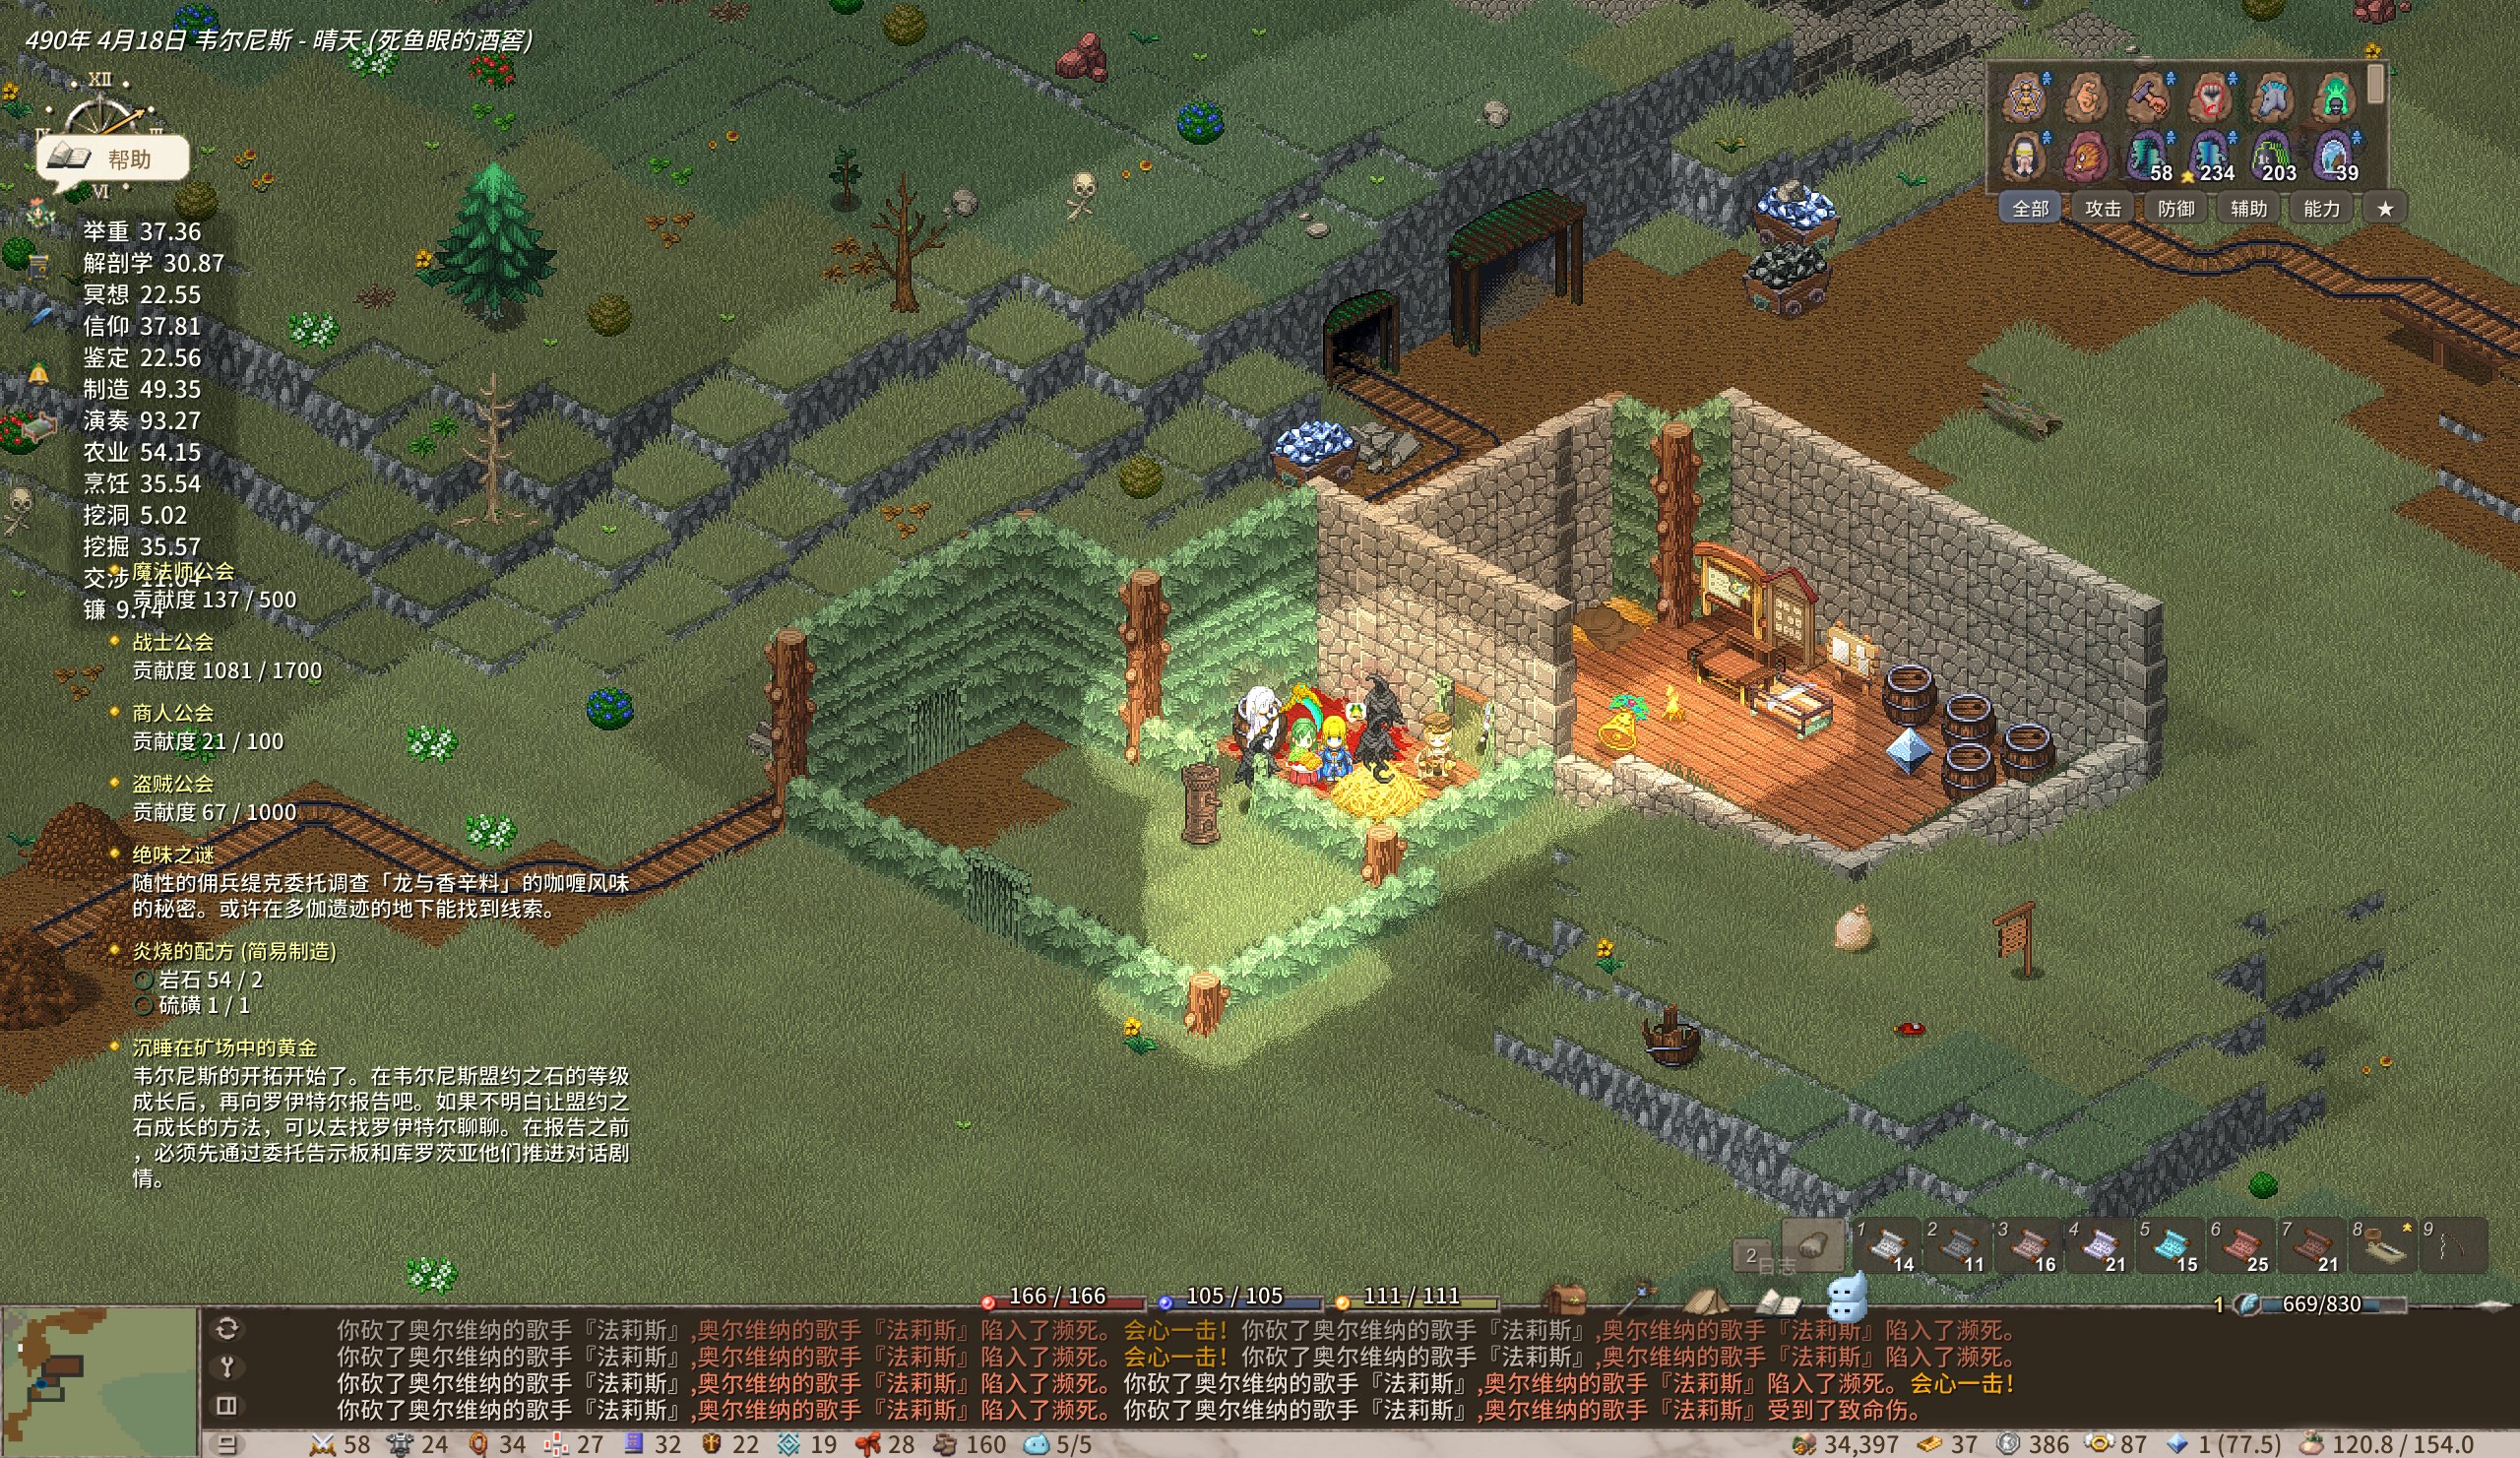 490年 4月18日 韦尔尼斯 - 晴天 (死鱼眼的酒窖)
XII
III
帮助
VI
58 234 203 39
全部 攻击 防御 辅助 能力 ★
举重 37.36
解剖学 30.87
冥想 22.55
信仰 37.81
鉴定 22.56
制造 49.35
演奏 93.27
农业 54.15
烹饪 35.54
挖洞 5.02
挖掘 35.57
交涉
镰 9.74
魔法师公会
贡献度 137 / 500
战士公会
贡献度 1081 / 1700
商人公会
贡献度 21 / 100
盗贼公会
贡献度 67 / 1000
绝味之谜
随性的佣兵缇克委托调查「龙与香辛料」的咖喱风味
的秘密。或许在多伽遗迹的地下能找到线索。
炎烧的配方 (简易制造)
岩石 54 / 2
硫磺 1 / 1
沉睡在矿场中的黄金
韦尔尼斯的开拓开始了。在韦尔尼斯盟约之石的等级
成长后，再向罗伊特尔报告吧。如果不明白让盟约之
石成长的方法，可以去找罗伊特尔聊聊。在报告之前
，必须先通过委托告示板和库罗茨亚他们推进对话剧
情。
2
1 2 3 4 5 6 7 8 9
14 11 16 21 15 25 21
日志
166 / 166 105 / 105 111 / 111
1 669/830
你砍了奥尔维纳的歌手『法莉斯』,奥尔维纳的歌手『法莉斯』陷入了濒死。会心一击！你砍了奥尔维纳的歌手『法莉斯』,奥尔维纳的歌手『法莉斯』陷入了濒死。
你砍了奥尔维纳的歌手『法莉斯』,奥尔维纳的歌手『法莉斯』陷入了濒死。会心一击！你砍了奥尔维纳的歌手『法莉斯』,奥尔维纳的歌手『法莉斯』陷入了濒死。
你砍了奥尔维纳的歌手『法莉斯』,奥尔维纳的歌手『法莉斯』陷入了濒死。你砍了奥尔维纳的歌手『法莉斯』,奥尔维纳的歌手『法莉斯』陷入了濒死。会心一击！
你砍了奥尔维纳的歌手『法莉斯』,奥尔维纳的歌手『法莉斯』陷入了濒死。你砍了奥尔维纳的歌手『法莉斯』,奥尔维纳的歌手『法莉斯』受到了致命伤。
58 24 34 27 32 22 19 28 160 5/5
34,397 37 386 87 1 (77.5) 120.8 / 154.0